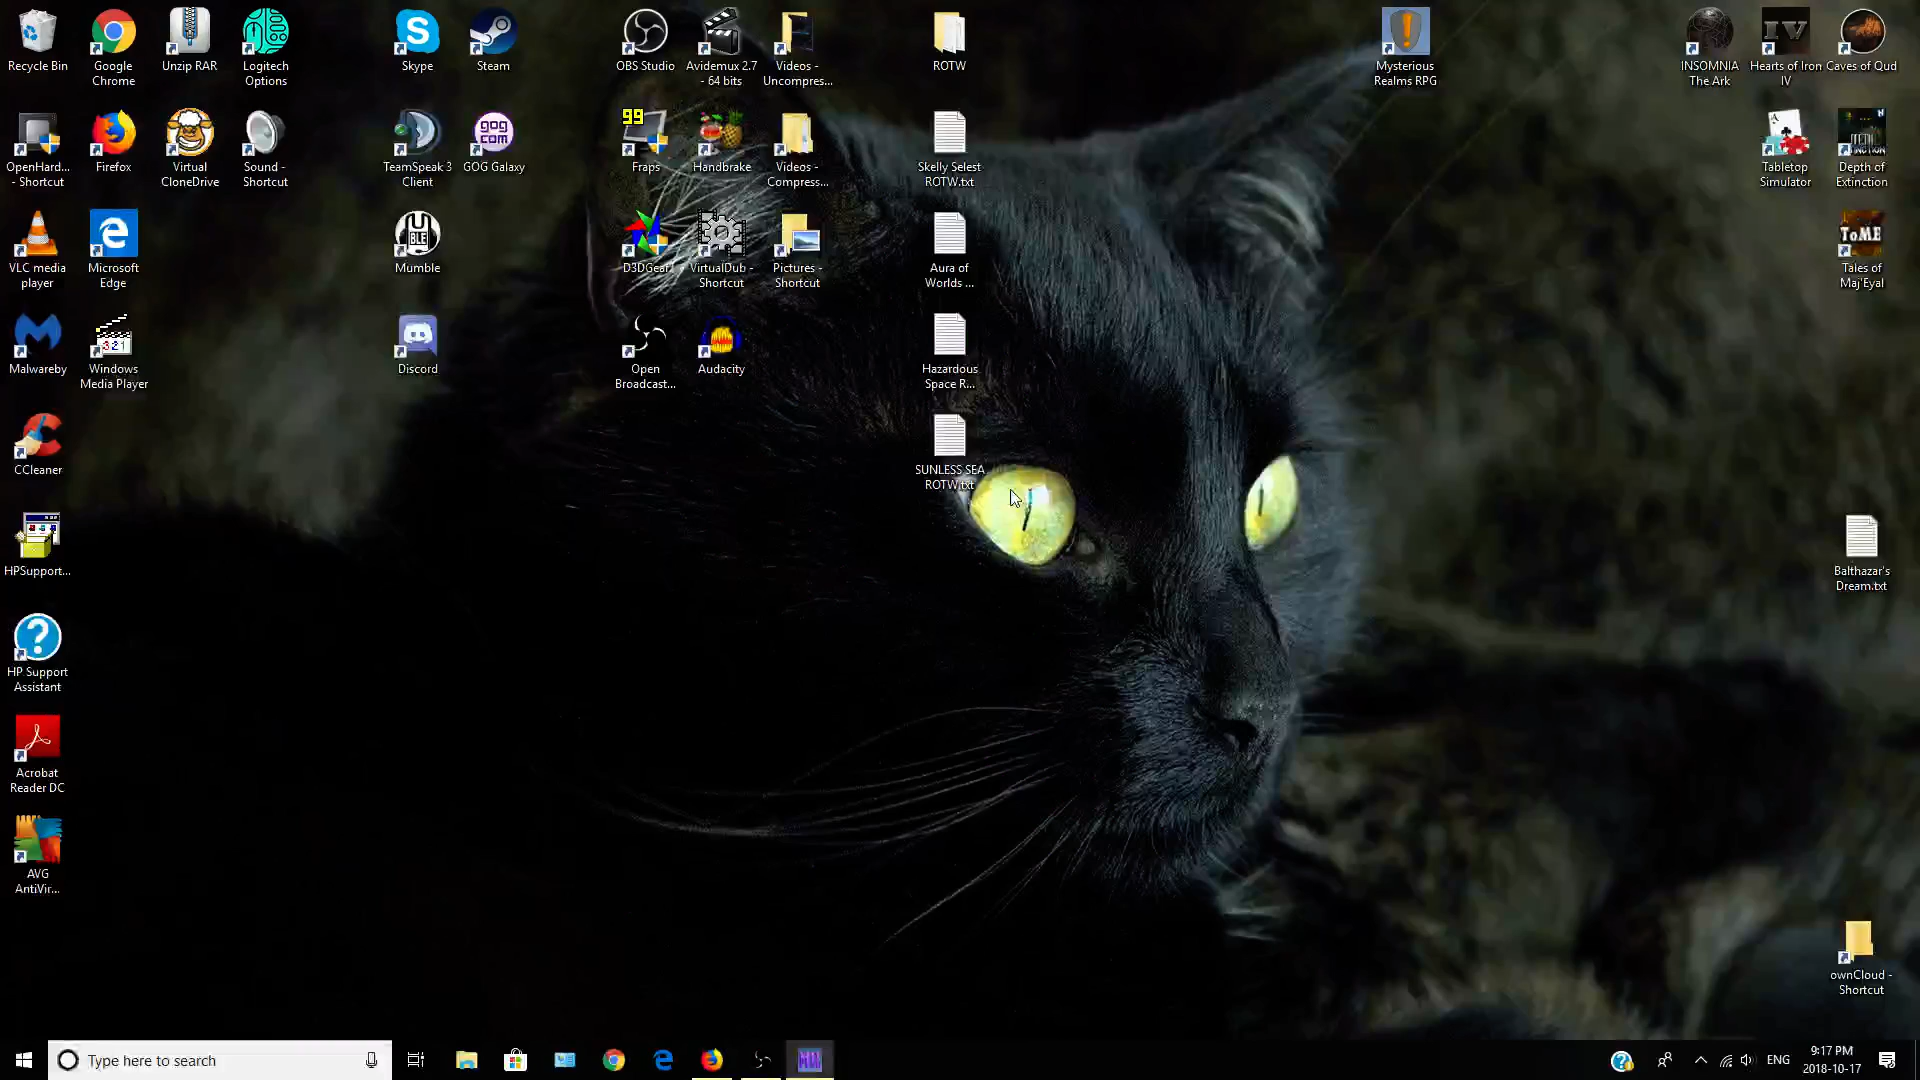 Recycle Bin
Google
Chrome
Unzip RAR
Logitech
Options
Skype
Steam
OBS Studio
Avidemux 2.7
- 64 bits
Videos -
Uncompres...
ROTW
Mysterious
Realms RPG
INSOMNIA
The Ark
IV
Hearts of Iron
IV
Caves of Qud
OpenHard...
- Shortcut
Firefox
Virtual
CloneDrive
Sound -
Shortcut
TeamSpeak 3
Client
gog
com
GOG Galaxy
99
Fraps
Handbrake
Videos -
Compress...
Skelly Selest
ROTW.txt
Tabletop
Simulator
Depth of
Extinction
VLC media
player
Microsoft
Edge
Mumble
D3DGear
VirtualDub -
Shortcut
Pictures -
Shortcut
Aura of
Worlds ...
ToME
Tales of
Maj'Eyal
Malwareby
321
Windows
Media Player
Discord
Open
Broadcast...
Audacity
Hazardous
Space R...
CCleaner
SUNLESS SEA
ROTW.txt
HPSupport...
Balthazar's
Dream.txt
HP Support
Assistant
Acrobat
Reader DC
AVG
AntiVir...
ownCloud -
Shortcut
Type here to search
ENG
9:17 PM
2018-10-17